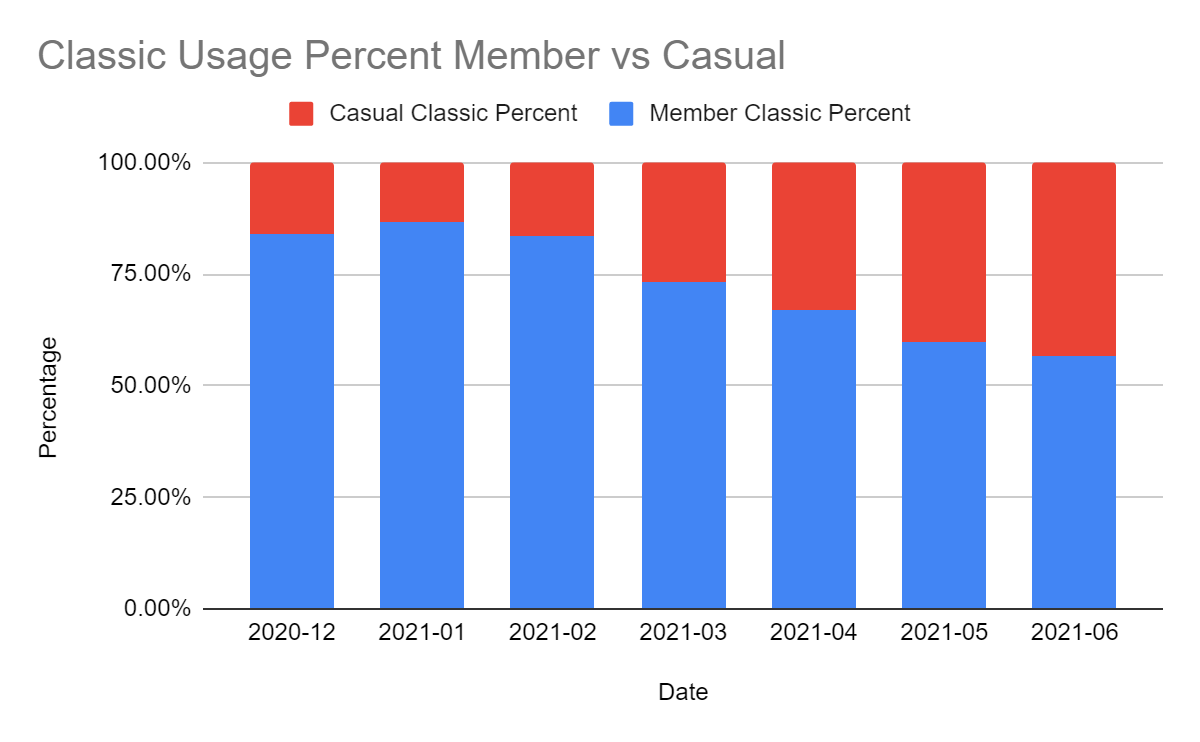 Classic Usage Percent Member vs Casual
Casual Classic Percent Member Classic Percent
100.00%
75.00%
50.00%
25.00%
0.00%
Percentage
2020-12 2021-01 2021-02 2021-03 2021-04 2021-05 2021-06
Date